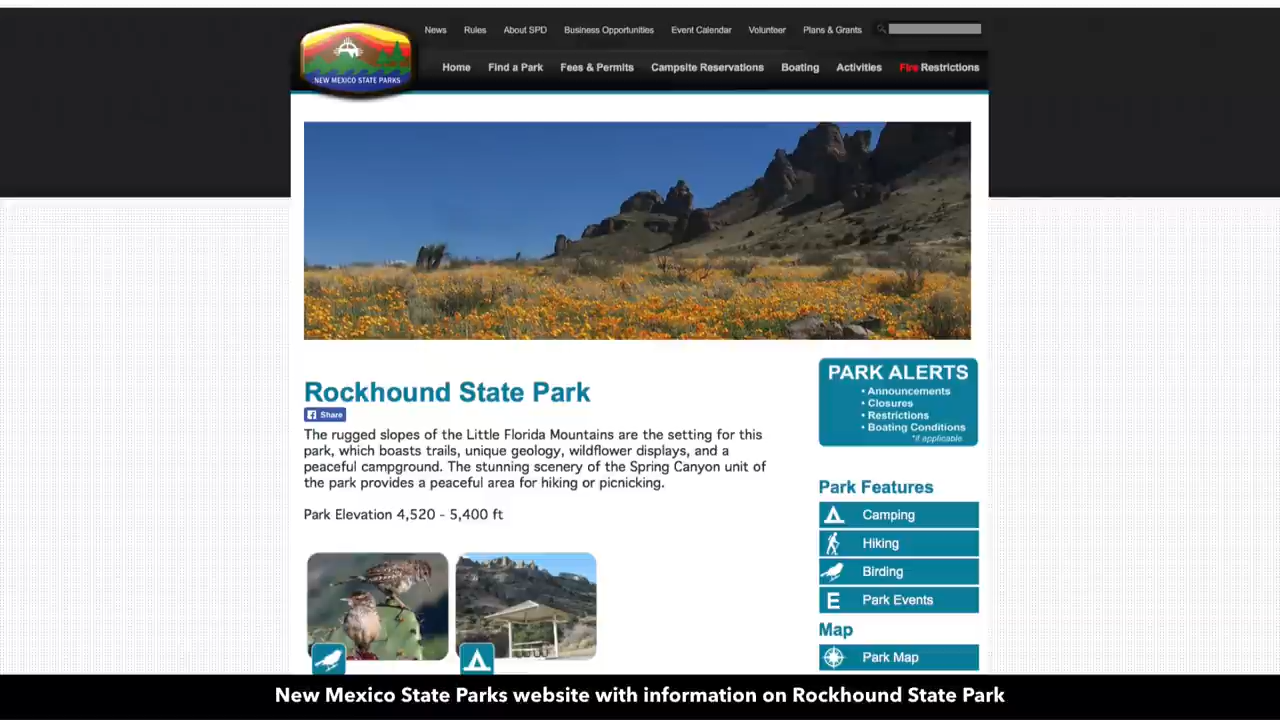 News Rules About SPD Business Opportunities Event Calendar Volunteer Plans & Grants
NEW MEXICO STATE PARKS
Home Find a Park Fees & Permits Campsite Reservations Boating Activities Fire Restrictions
Rockhound State Park
Share
The rugged slopes of the Little Florida Mountains are the setting for this
park, which boasts trails, unique geology, wildflower displays, and a
peaceful campground. The stunning scenery of the Spring Canyon unit of
the park provides a peaceful area for hiking or picnicking.
Park Elevation 4,520 - 5,400 ft
PARK ALERTS
• Announcements
• Closures
• Restrictions
• Boating Conditions
*if applicable
Park Features
Camping
Hiking
Birding
E Park Events
Map
Park Map
New Mexico State Parks website with information on Rockhound State Park